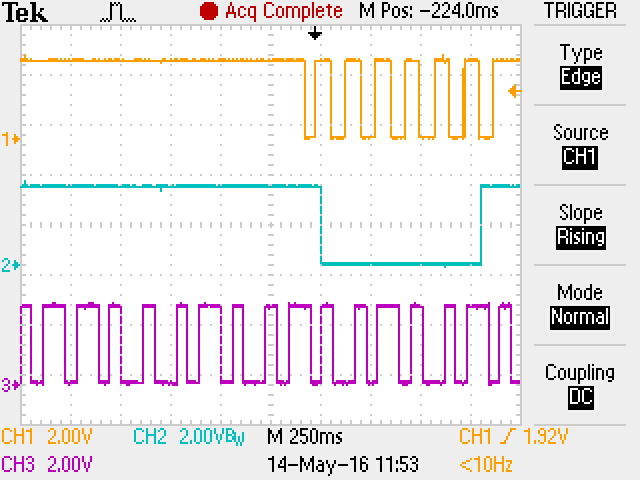 Tek Acq Complete M Pos: -224.0ms TRIGGER
Type
Edge
Source
CH1
Slope
Rising
Mode
Normal
Coupling
DC
1
2
3
CH1 2.00V CH2 2.00VBW M 250ms CH1 1.92V
CH3 2.00V 14-May-16 11:53 <10Hz